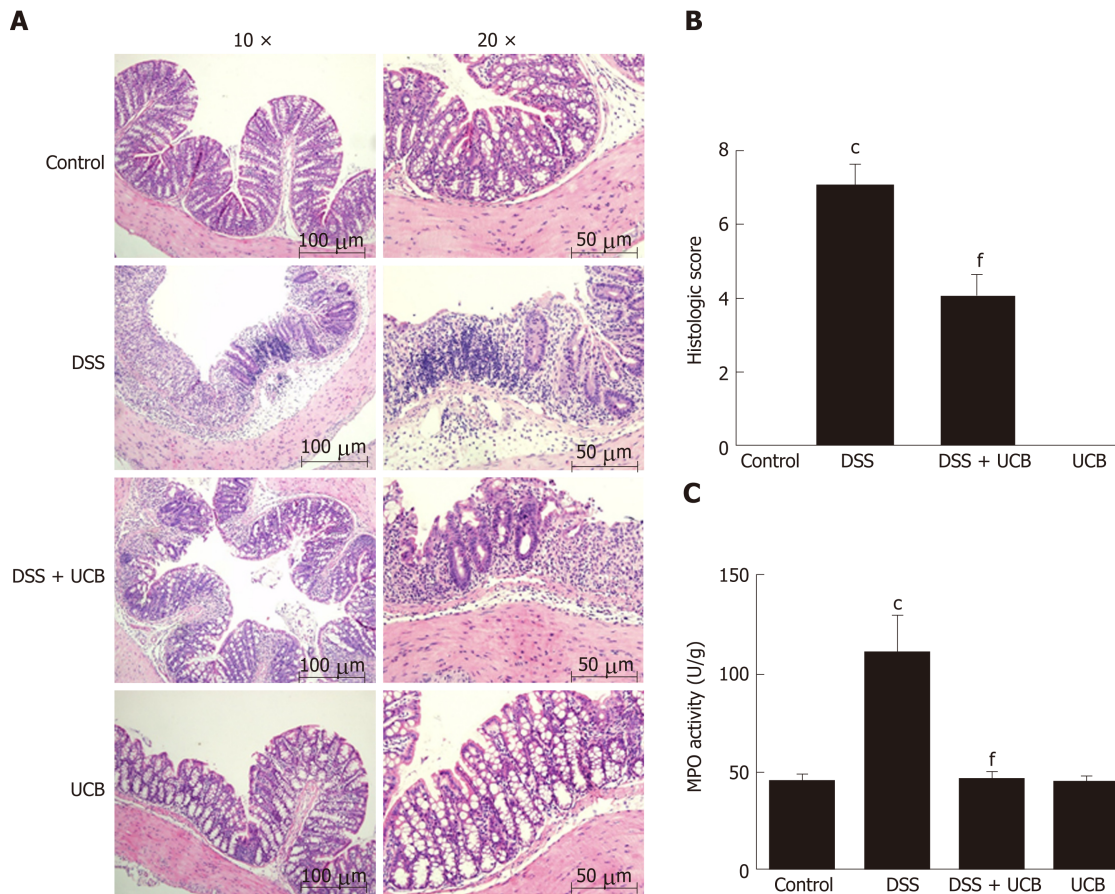 A
10 ×
20 ×
Control
100 μm
50 μm
DSS
100 μm
50 μm
DSS + UCB
100 μm
50 μm
UCB
100 μm
50 μm
B
Histologic score
8
6
4
2
0
c
f
Control
DSS
DSS + UCB
UCB
C
MPO activity (U/g)
150
100
50
0
c
f
Control
DSS
DSS + UCB
UCB